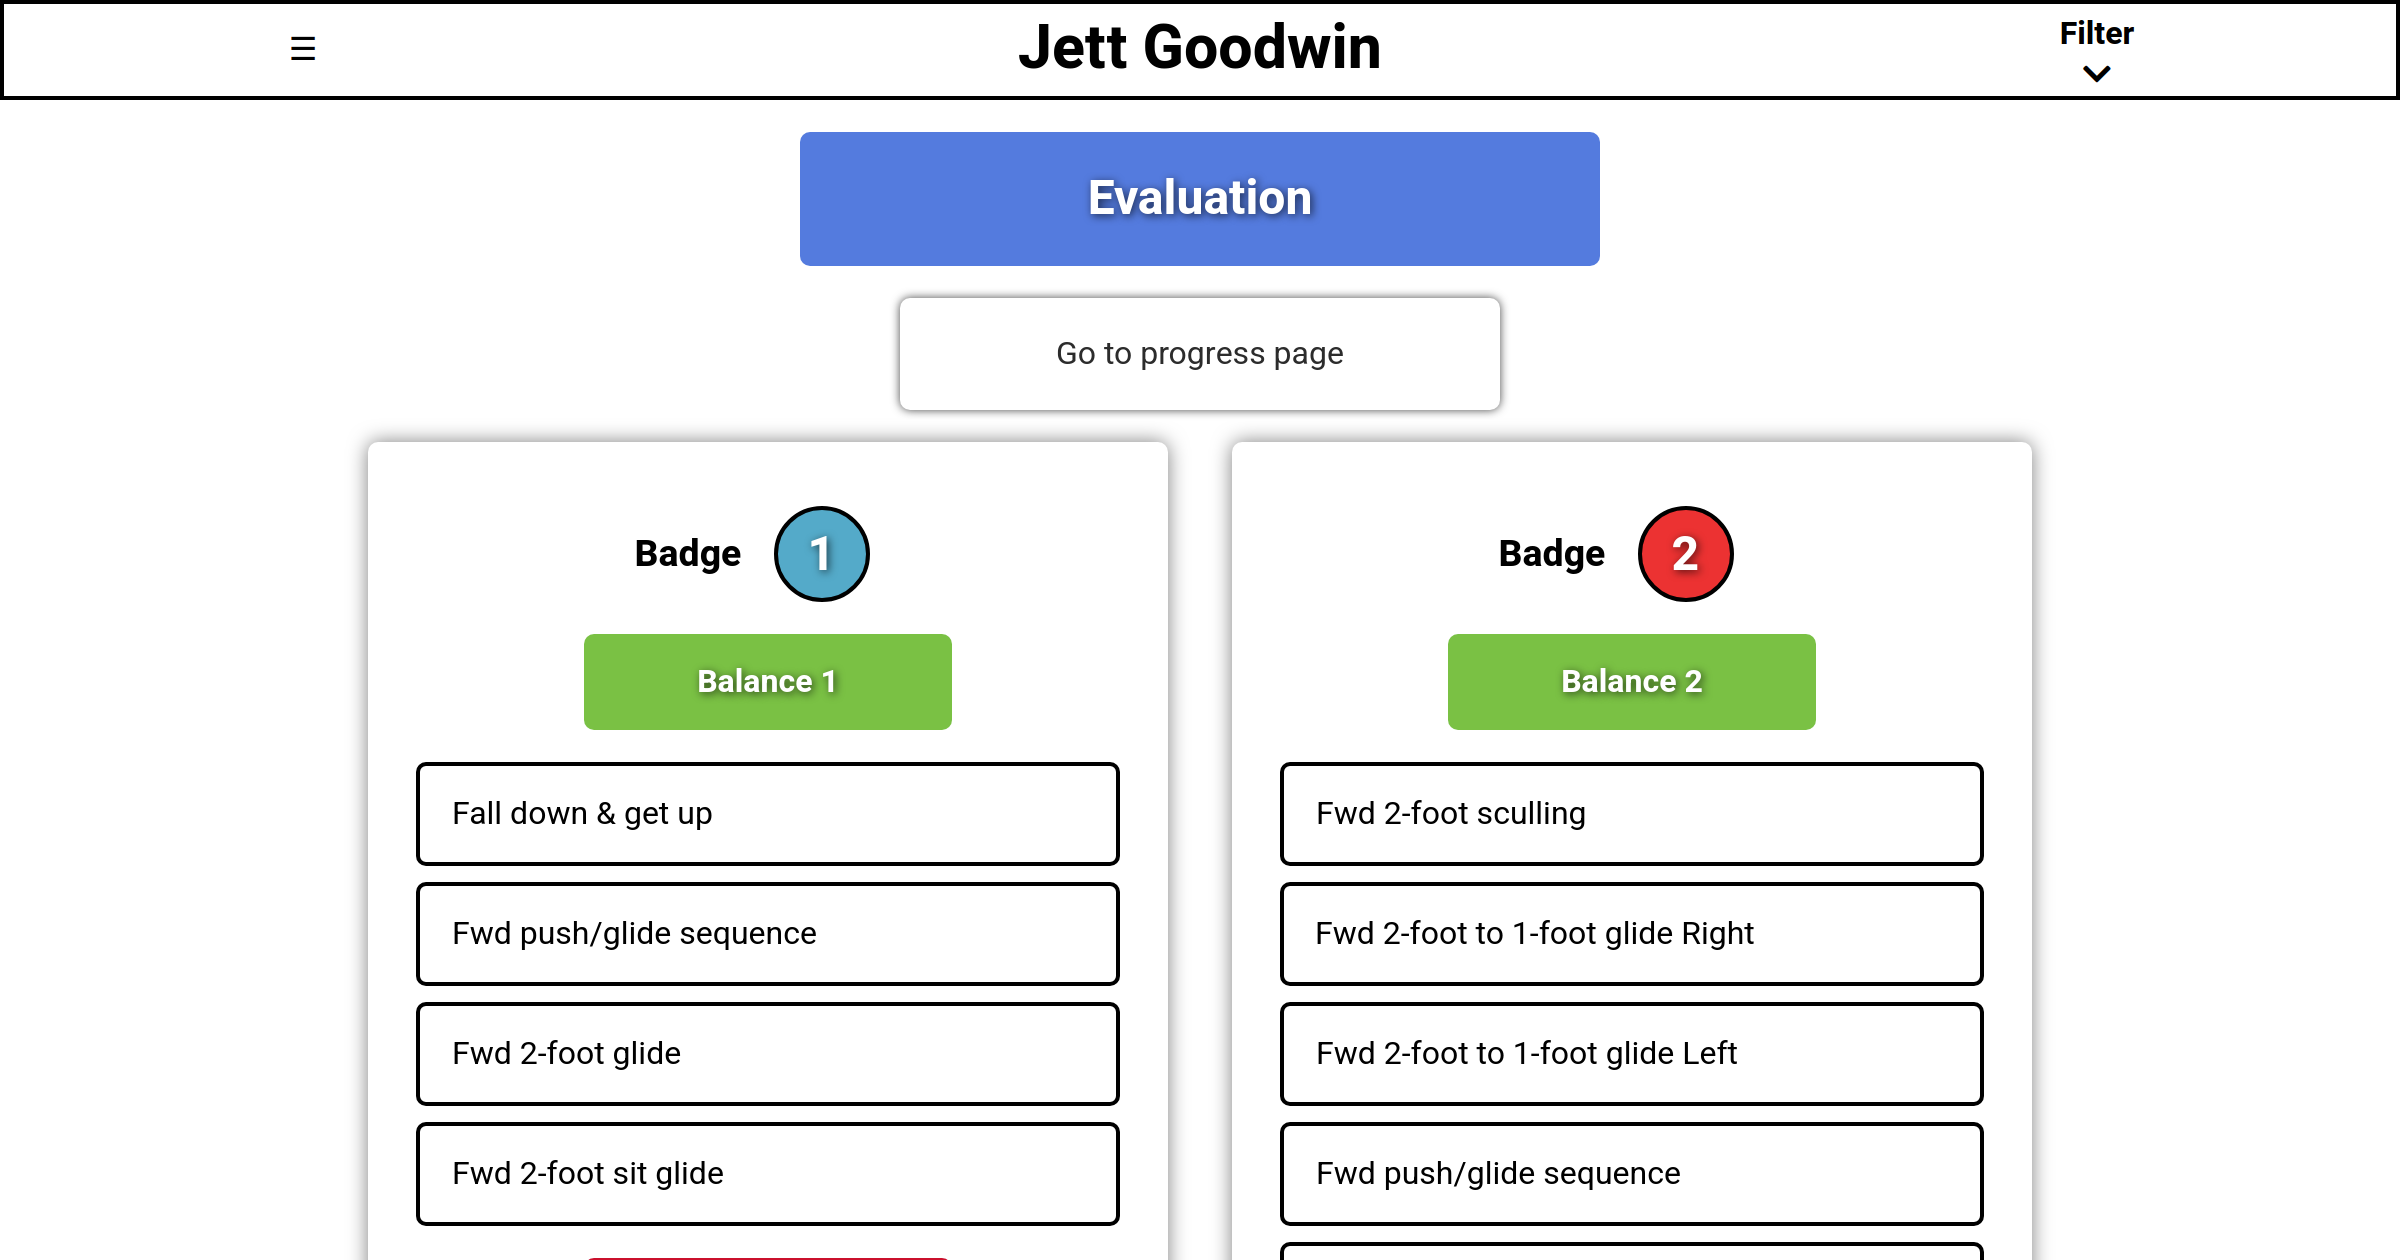 ☰
Jett Goodwin
Filter
Evaluation
Go to progress page
Badge 1
Balance 1
Fall down & get up
Fwd push/glide sequence
Fwd 2-foot glide
Fwd 2-foot sit glide
Badge 2
Balance 2
Fwd 2-foot sculling
Fwd 2-foot to 1-foot glide Right
Fwd 2-foot to 1-foot glide Left
Fwd push/glide sequence